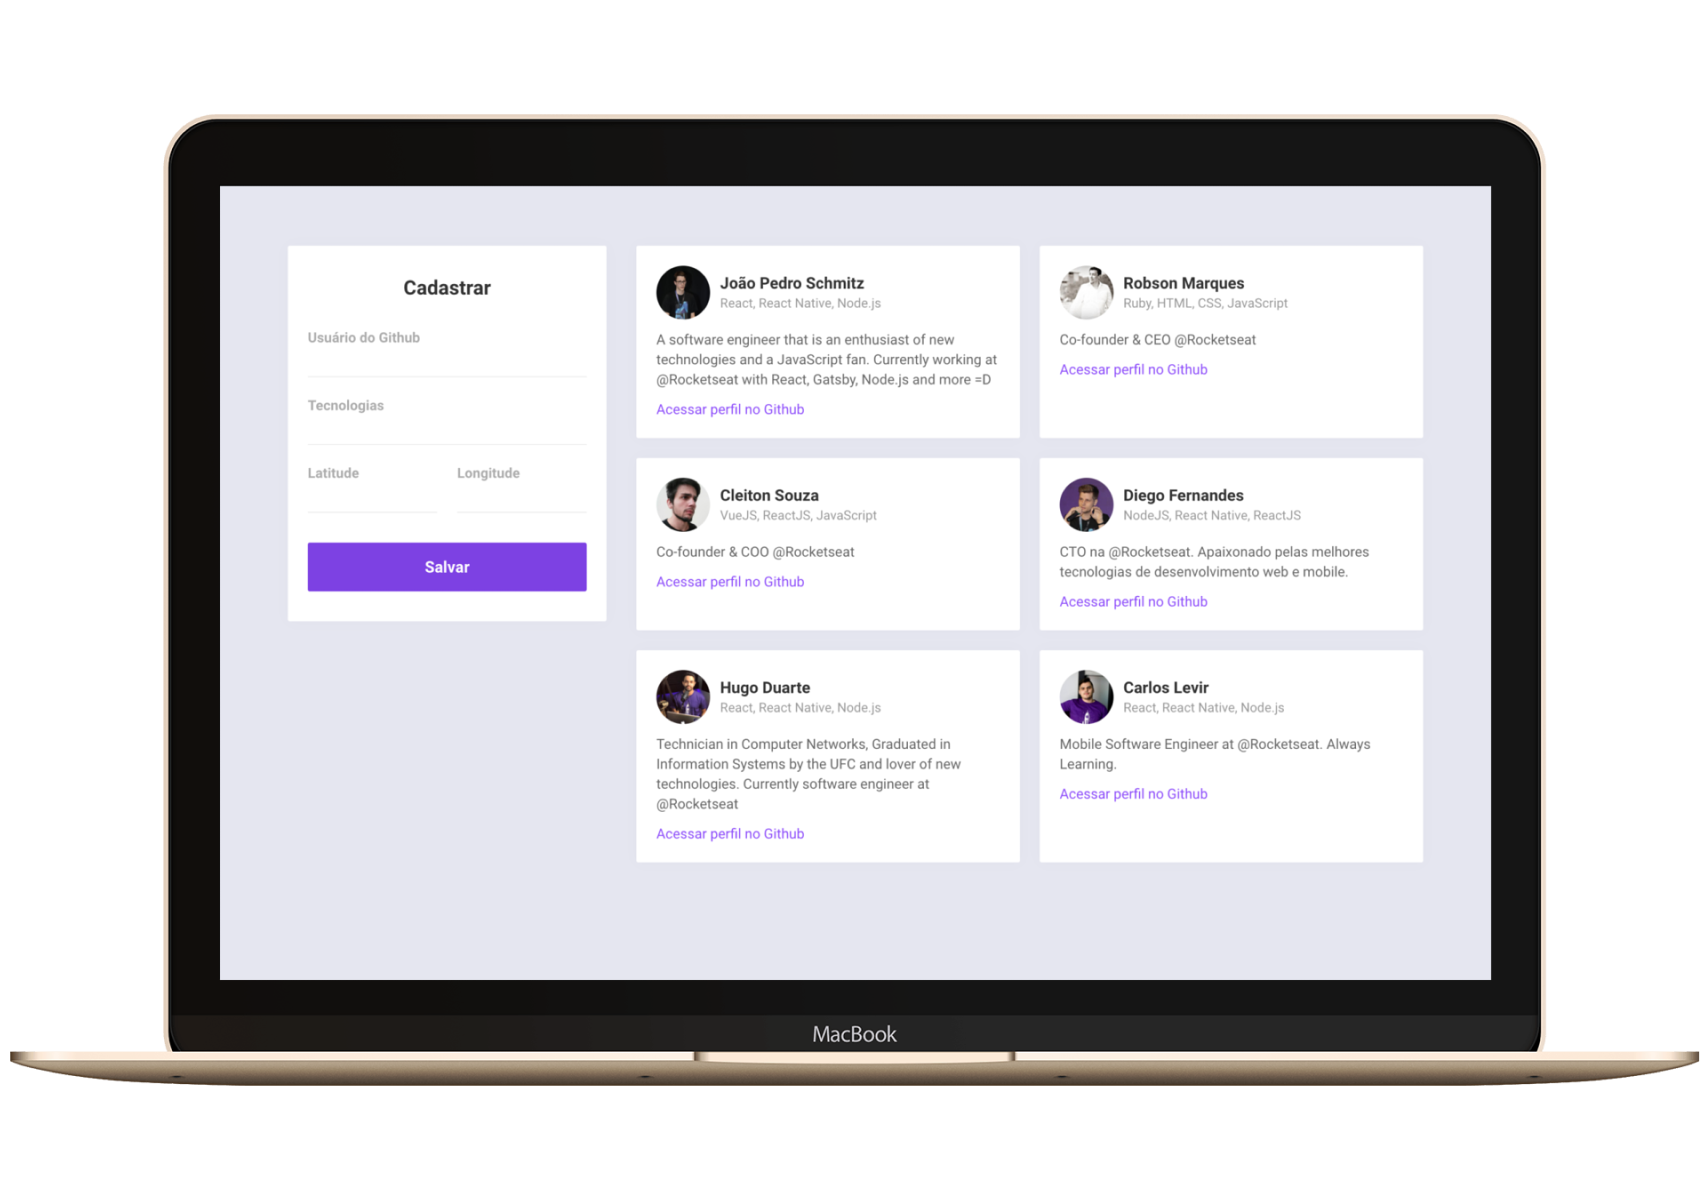 Cadastrar
Usuário do Github
Tecnologias
Latitude
Longitude
Salvar
João Pedro Schmitz
React, React Native, Node.js
A software engineer that is an enthusiast of new
technologies and a JavaScript fan. Currently working at
@Rocketseat with React, Gatsby, Node.js and more =D
Acessar perfil no Github
Robson Marques
Ruby, HTML, CSS, JavaScript
Co-founder & CEO @Rocketseat
Acessar perfil no Github
Cleiton Souza
VueJS, ReactJS, JavaScript
Co-founder & COO @Rocketseat
Acessar perfil no Github
Diego Fernandes
NodeJS, React Native, ReactJS
CTO na @Rocketseat. Apaixonado pelas melhores
tecnologias de desenvolvimento web e mobile.
Acessar perfil no Github
Hugo Duarte
React, React Native, Node.js
Technician in Computer Networks, Graduated in
Information Systems by the UFC and lover of new
technologies. Currently software engineer at
@Rocketseat
Acessar perfil no Github
Carlos Levir
React, React Native, Node.js
Mobile Software Engineer at @Rocketseat. Always
Learning.
Acessar perfil no Github
MacBook